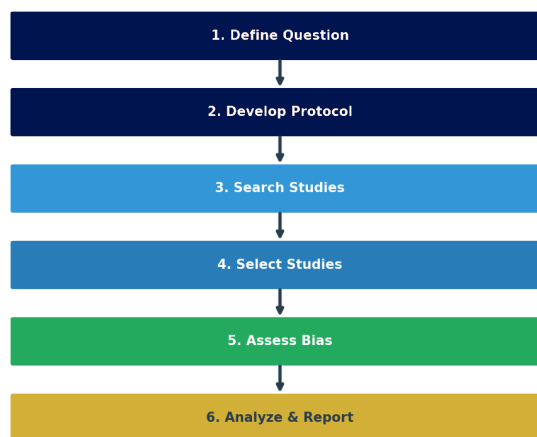 1. Define Question
2. Develop Protocol
3. Search Studies
4. Select Studies
5. Assess Bias
6. Analyze & Report